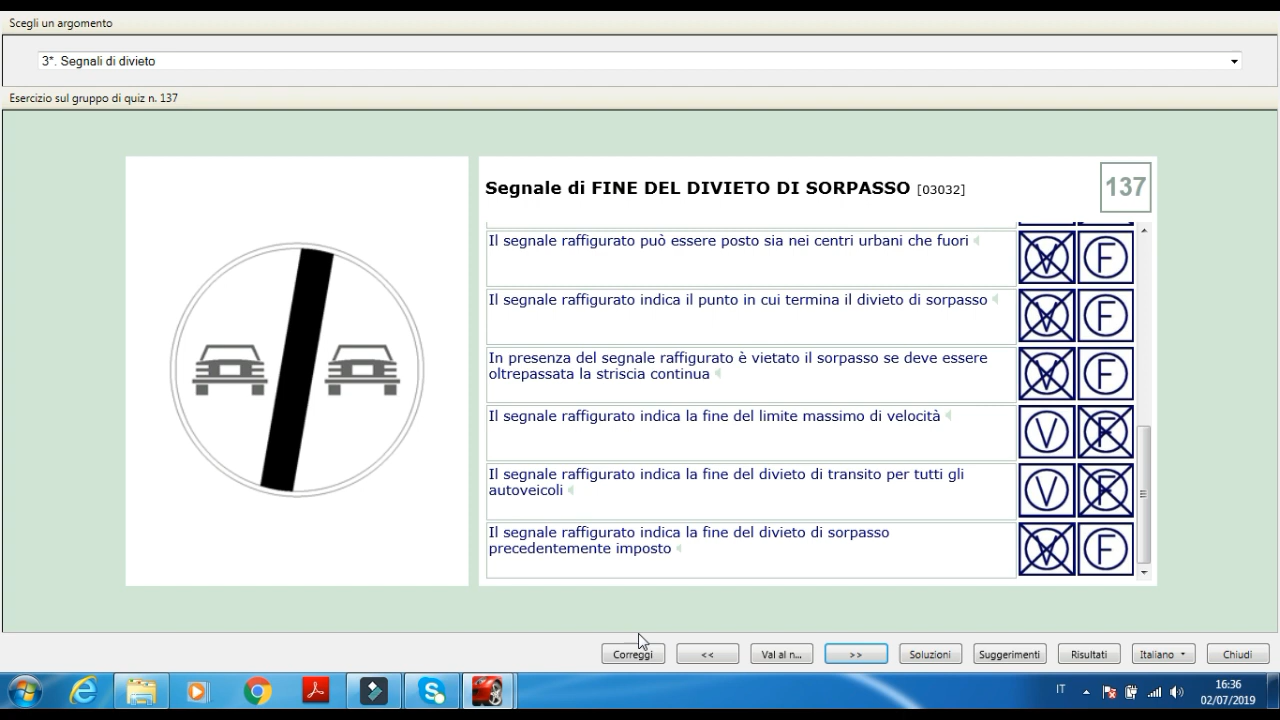 Scegli un argomento
3*. Segnali di divieto
Esercizio sul gruppo di quiz n. 137
Segnale di FINE DEL DIVIETO DI SORPASSO [03032]
137
Il segnale raffigurato può essere posto sia nei centri urbani che fuori
V F
Il segnale raffigurato indica il punto in cui termina il divieto di sorpasso
V F
In presenza del segnale raffigurato è vietato il sorpasso se deve essere
oltrepassata la striscia continua
V F
Il segnale raffigurato indica la fine del limite massimo di velocità
V F
Il segnale raffigurato indica la fine del divieto di transito per tutti gli
autoveicoli
V F
Il segnale raffigurato indica la fine del divieto di sorpasso
precedentemente imposto
V F
Correggi << Val al n... >> Soluzioni Suggerimenti Risultati Italiano Chiudi
IT
16:36
02/07/2019